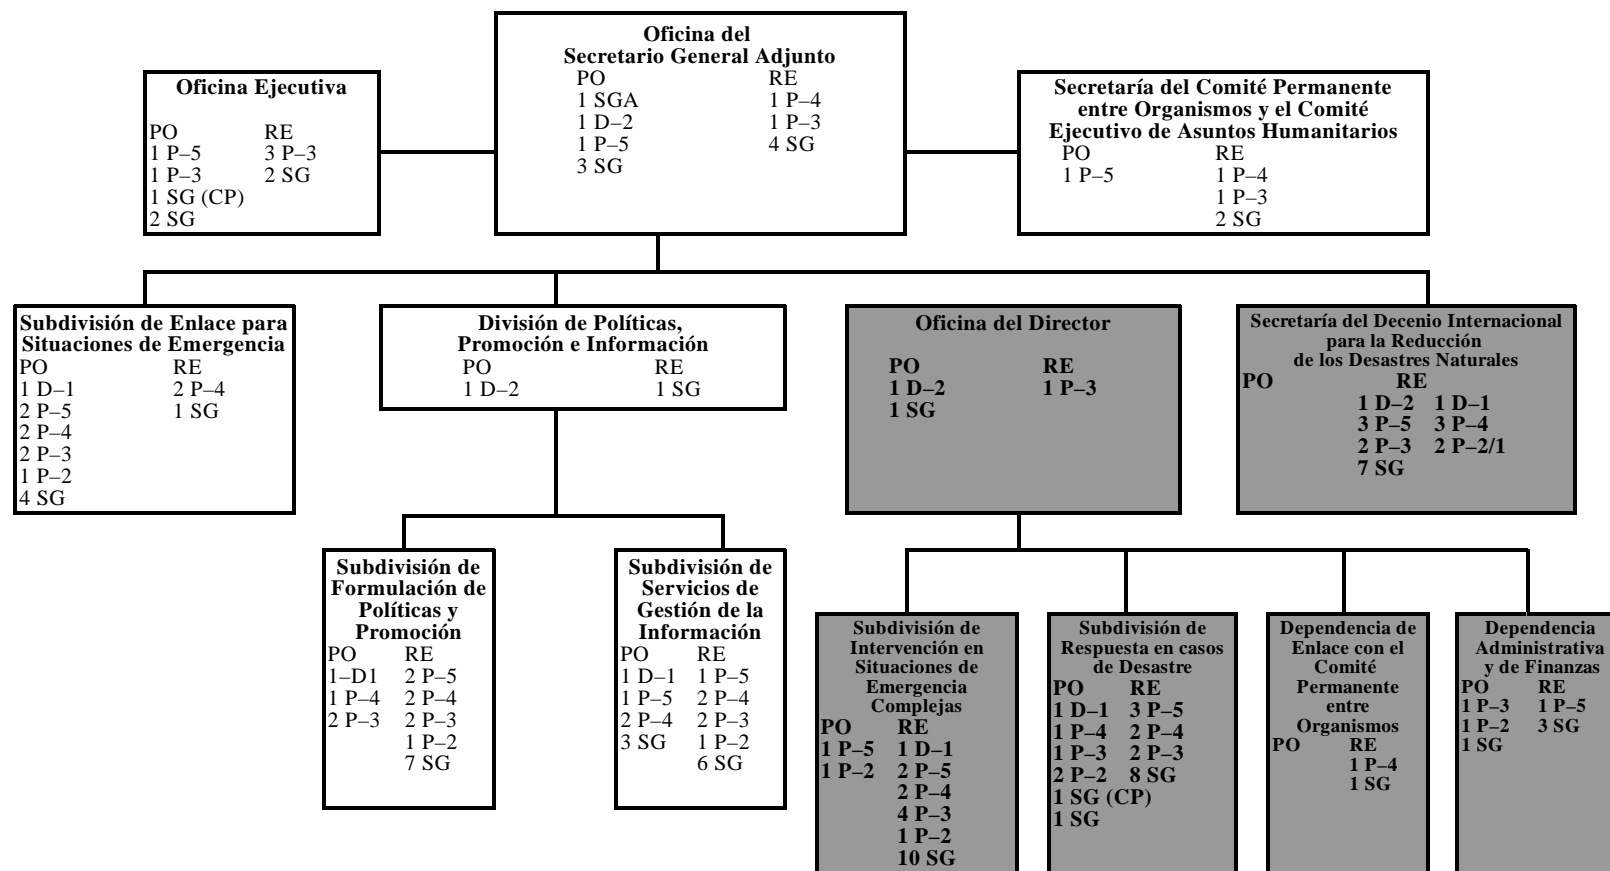 Oficina del
Secretario General Adjunto
PO RE
1 SGA 1 P–4
1 D–2 1 P–3
1 P–5 4 SG
3 SG
Oficina Ejecutiva
PO RE
1 P–5 3 P–3
1 P–3 2 SG
1 SG (CP)
2 SG
Secretaría del Comité Permanente
entre Organismos y el Comité
Ejecutivo de Asuntos Humanitarios
PO RE
1 P–5 1 P–4
1 P–3
2 SG
Subdivisión de Enlace para
Situaciones de Emergencia
PO RE
1 D–1 2 P–4
2 P–5 1 SG
2 P–4
2 P–3
1 P–2
4 SG
División de Políticas,
Promoción e Información
PO RE
1 D–2 1 SG
Oficina del Director
PO RE
1 D–2 1 P–3
1 SG
Secretaría del Decenio Internacional
para la Reducción
de los Desastres Naturales
PO RE
1 D–2 1 D–1
3 P–5 3 P–4
2 P–3 2 P–2/1
7 SG
Subdivisión de
Formulación de
Políticas y
Promoción
PO RE
1–D1 2 P–5
1 P–4 2 P–4
2 P–3 2 P–3
1 P–2
7 SG
Subdivisión de
Servicios de
Gestión de la
Información
PO RE
1 D–1 1 P–5
1 P–5 2 P–4
2 P–4 2 P–3
3 SG 1 P–2
6 SG
Subdivisión de
Intervención en
Situaciones de
Emergencia
Complejas
PO RE
1 P–5 1 D–1
1 P–2 2 P–5
2 P–4
4 P–3
1 P–2
10 SG
Subdivisión de
Respuesta en casos
de Desastre
PO RE
1 D–1 3 P–5
1 P–4 2 P–4
1 P–3 2 P–3
2 P–2 8 SG
1 SG (CP)
1 SG
Dependencia de
Enlace con el
Comité
Permanente
entre
Organismos
PO RE
1 P–4
1 SG
Dependencia
Administrativa
y de Finanzas
PO RE
1 P–3 1 P–5
1 P–2 3 SG
1 SG